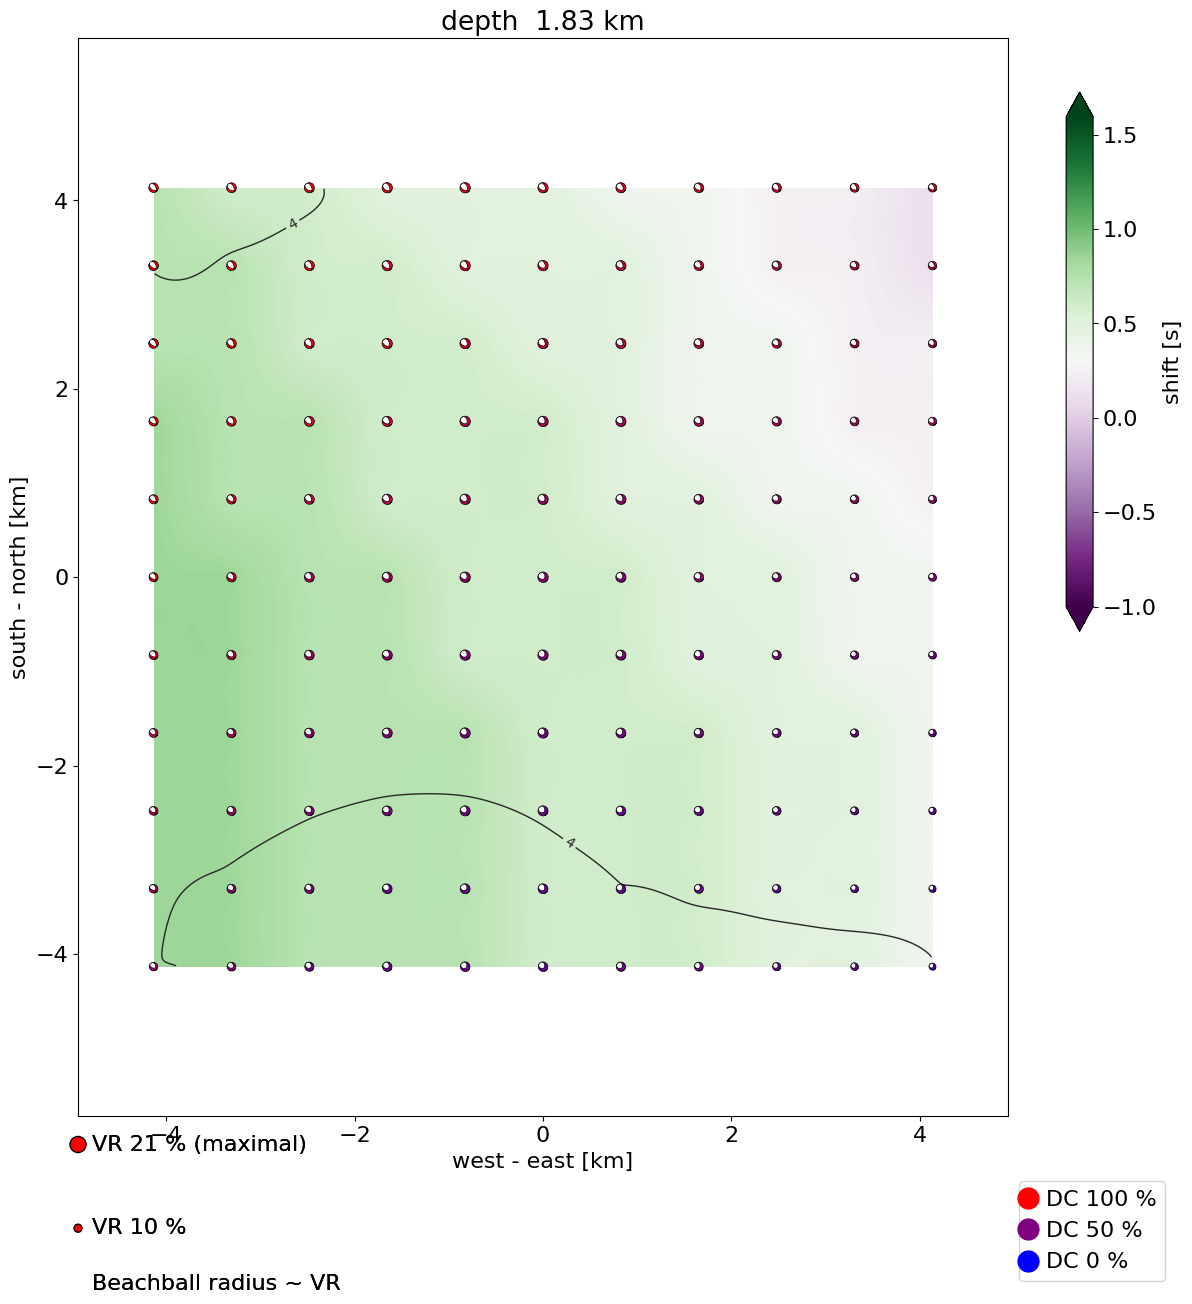 depth  1.83 km
4
2
0
−2
−4
south - north [km]
4
4
−4
−2
0
2
4
west - east [km]
1.5
1.0
0.5
0.0
−0.5
−1.0
shift [s]
VR 21 % (maximal)
VR 10 %
Beachball radius ~ VR
DC 100 %
DC 50 %
DC 0 %